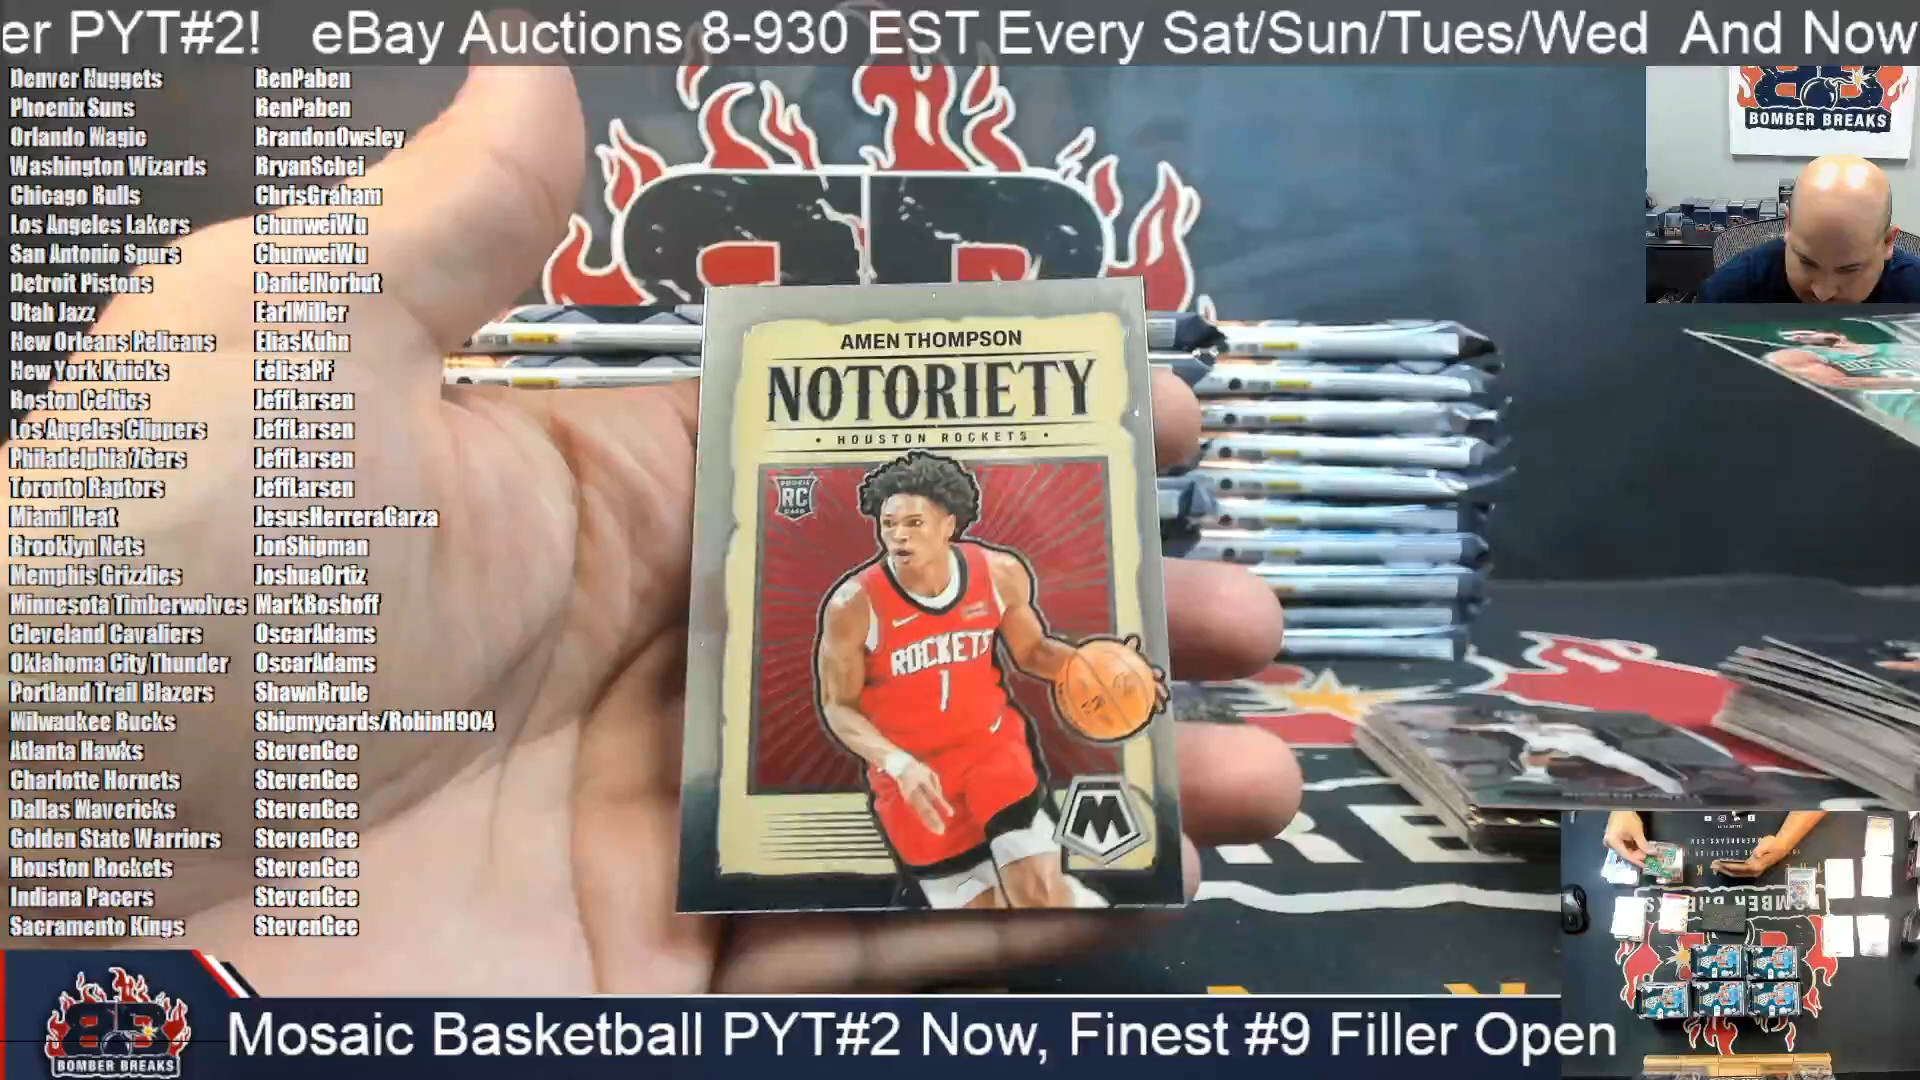 er PYT#2! eBay Auctions 8-930 EST Every Sat/Sun/Tues/Wed And Now
Denver Nuggets BenPaben
Phoenix Suns BenPaben
Orlando Magic BrandonOwsley
Washington Wizards BryanSchei
Chicago Bulls ChrisGraham
Los Angeles Lakers ChunweiWu
San Antonio Spurs ChunweiWu
Detroit Pistons DanielNorbut
Utah Jazz EarlMiller
New Orleans Pelicans EliasKuhn
New York Knicks FelisaPF
Boston Celtics JeffLarsen
Los Angeles Clippers JeffLarsen
Philadelphia 76ers JeffLarsen
Toronto Raptors JeffLarsen
Miami Heat JesusHerreraGarza
Brooklyn Nets JonShipman
Memphis Grizzlies JoshuaOrtiz
Minnesota Timberwolves MarkBoshoff
Cleveland Cavaliers OscarAdams
Oklahoma City Thunder OscarAdams
Portland Trail Blazers ShawnBrule
Milwaukee Bucks Shipmycards/RobinH904
Atlanta Hawks StevenGee
Charlotte Hornets StevenGee
Dallas Mavericks StevenGee
Golden State Warriors StevenGee
Houston Rockets StevenGee
Indiana Pacers StevenGee
Sacramento Kings StevenGee
BOMBER BREAKS
AMEN THOMPSON
NOTORIETY
• HOUSTON ROCKETS •
ROOKIE
RC
CARD
ROCKETS
1
M
BOMBER BREAKS
BB
BOMBER BREAKS
Mosaic Basketball PYT#2 Now, Finest #9 Filler Open